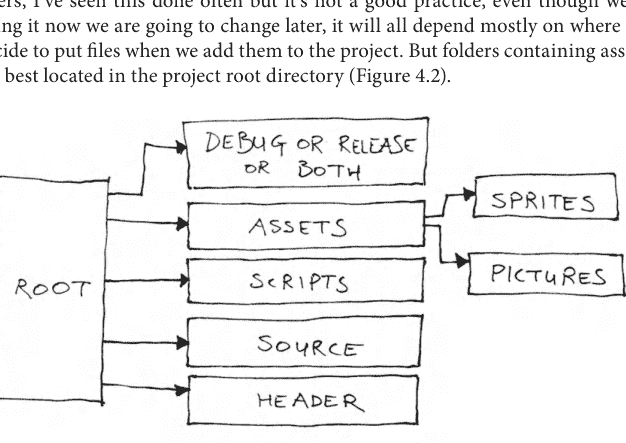 ers, I've seen this done often but it's not a good practice, even though we
ng it now we are going to change later, it will all depend mostly on where
cide to put files when we add them to the project. But folders containing ass
best located in the project root directory (Figure 4.2).
DEBUG OR RELEASE
OR BOTH
ASSETS
SPRITES
PICTURES
ROOT
SCRIPTS
SOURCE
HEADER